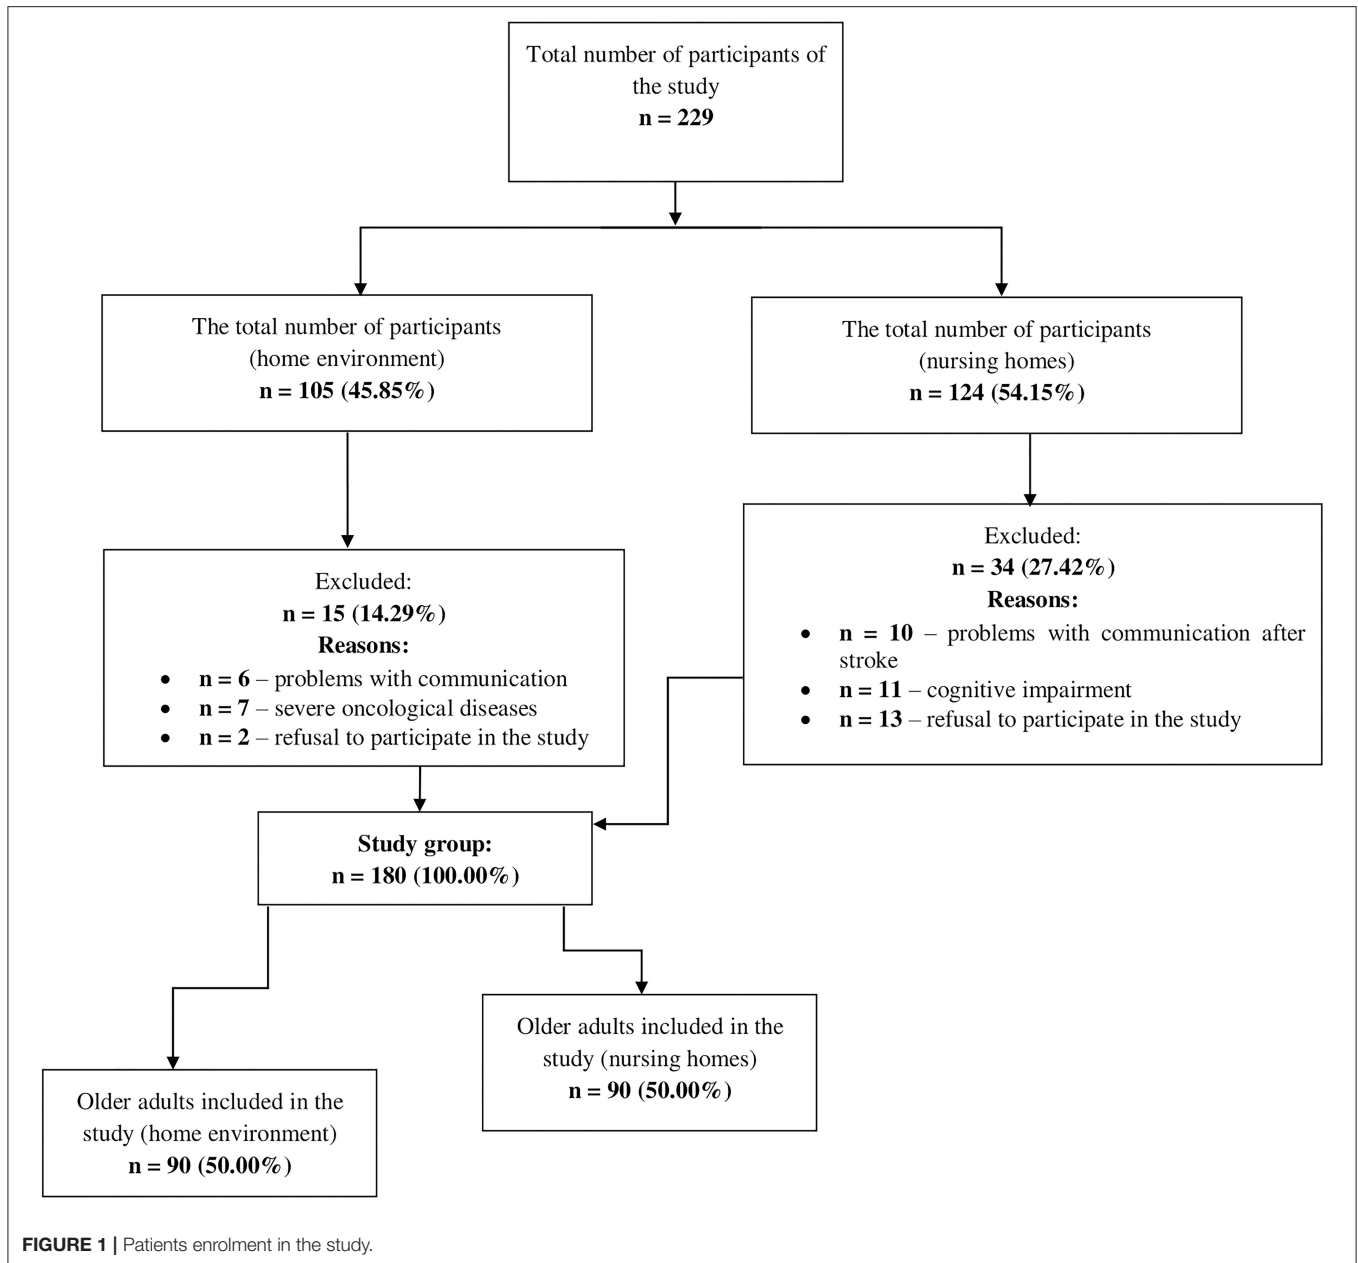 Total number of participants of
the study
n = 229
The total number of participants
(home environment)
n = 105 (45.85%)
The total number of participants
(nursing homes)
n = 124 (54.15%)
Excluded:
n = 15 (14.29%)
Reasons:
• n = 6 – problems with communication
• n = 7 – severe oncological diseases
• n = 2 – refusal to participate in the study
Excluded:
n = 34 (27.42%)
Reasons:
• n = 10 – problems with communication after
stroke
• n = 11 – cognitive impairment
• n = 13 – refusal to participate in the study
Study group:
n = 180 (100.00%)
Older adults included in the
study (nursing homes)
n = 90 (50.00%)
Older adults included in the
study (home environment)
n = 90 (50.00%)
FIGURE 1 | Patients enrolment in the study.